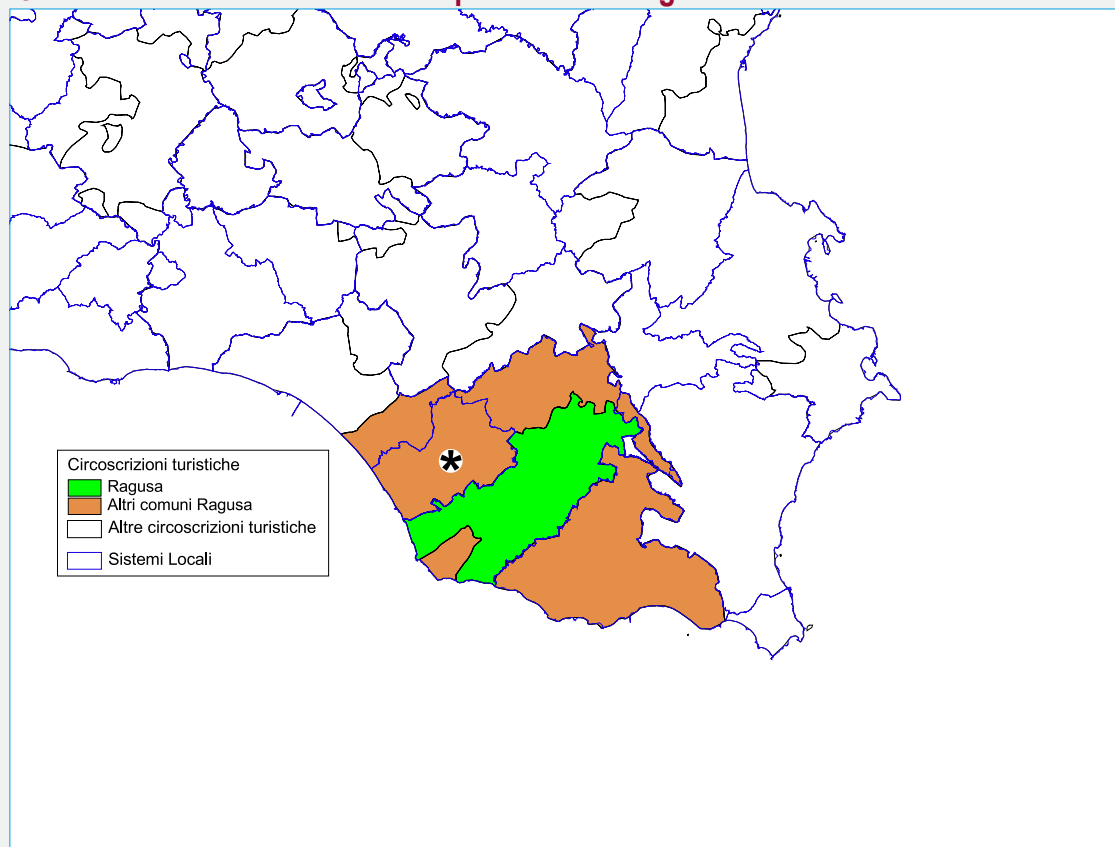 Circoscrizioni turistiche
Ragusa
Altri comuni Ragusa
Altre circoscrizioni turistiche
Sistemi Locali
*